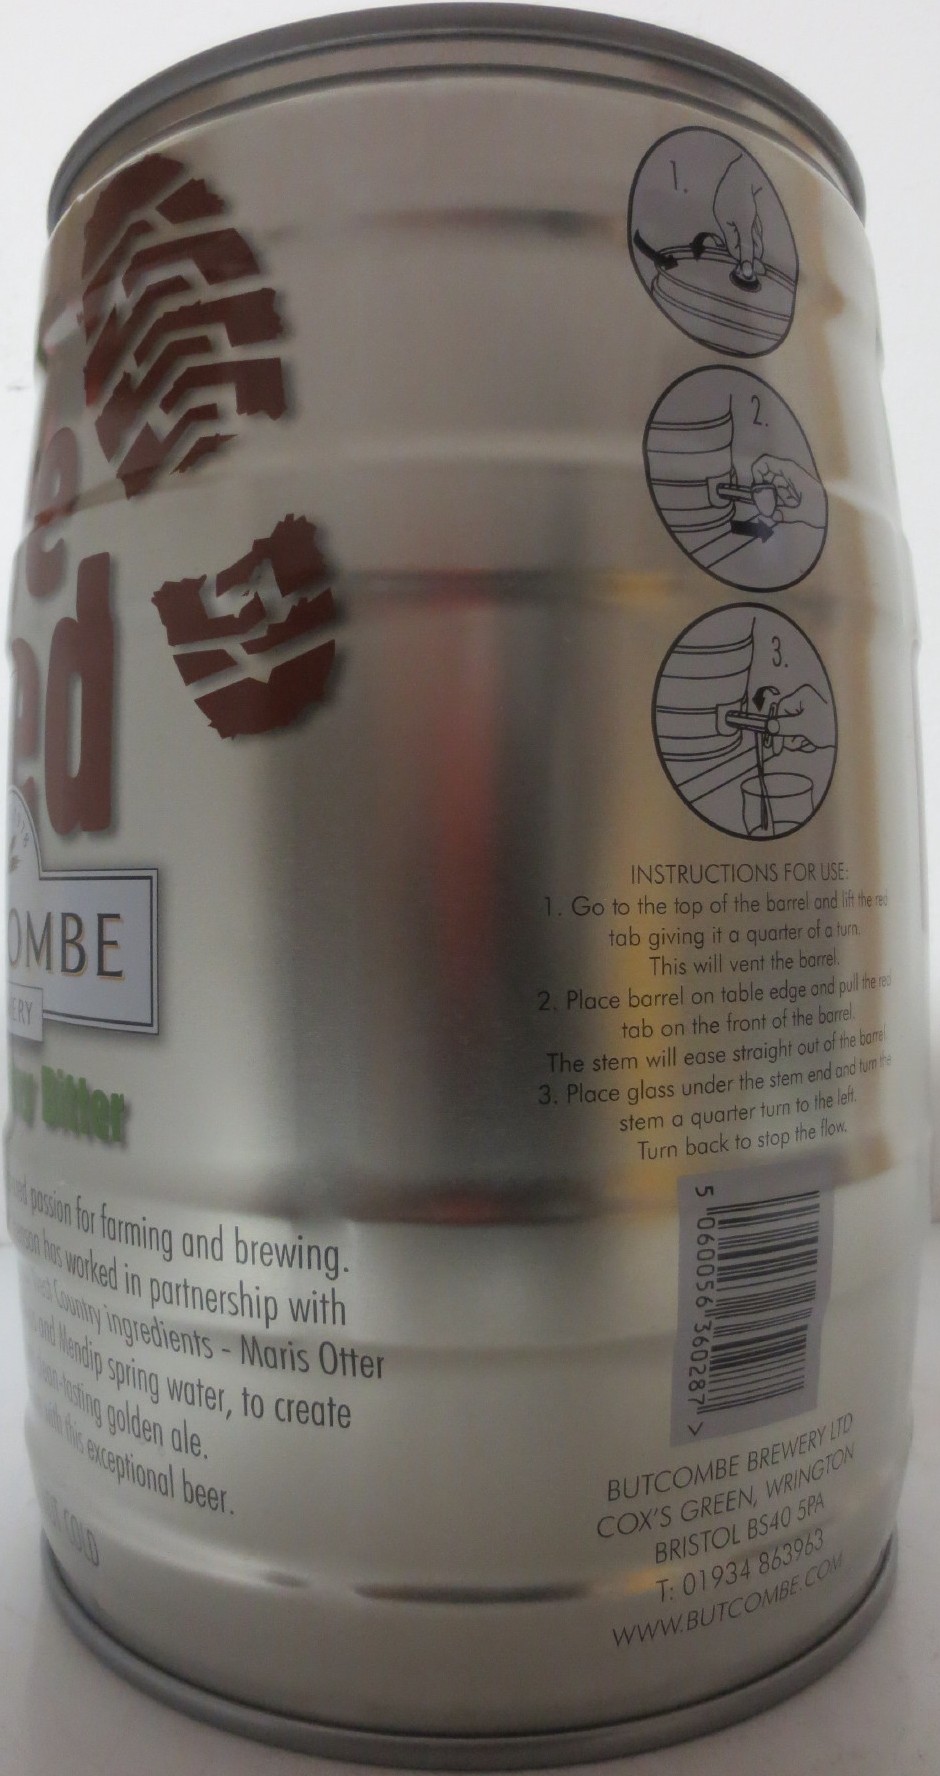 ed
OMBE
ERY
Bitter
passion for farming and brewing.
has worked in partnership with
Country ingredients - Maris Otter
and Mendip spring water, to create
golden ale.
with this exceptional beer.
COLD
1.
2.
3.
INSTRUCTIONS FOR USE:
1. Go to the top of the barrel and lift the red
tab giving it a quarter of a turn.
This will vent the barrel.
2. Place barrel on table edge and pull the red
tab on the front of the barrel.
The stem will ease straight out of the barrel.
3. Place glass under the stem end and turn the
stem a quarter turn to the left.
Turn back to stop the flow.
5 060056 360287 >
BUTCOMBE BREWERY LTD
COX'S GREEN, WRINGTON
BRISTOL BS40 5PA
T: 01934 863963
WWW.BUTCOMBE.COM